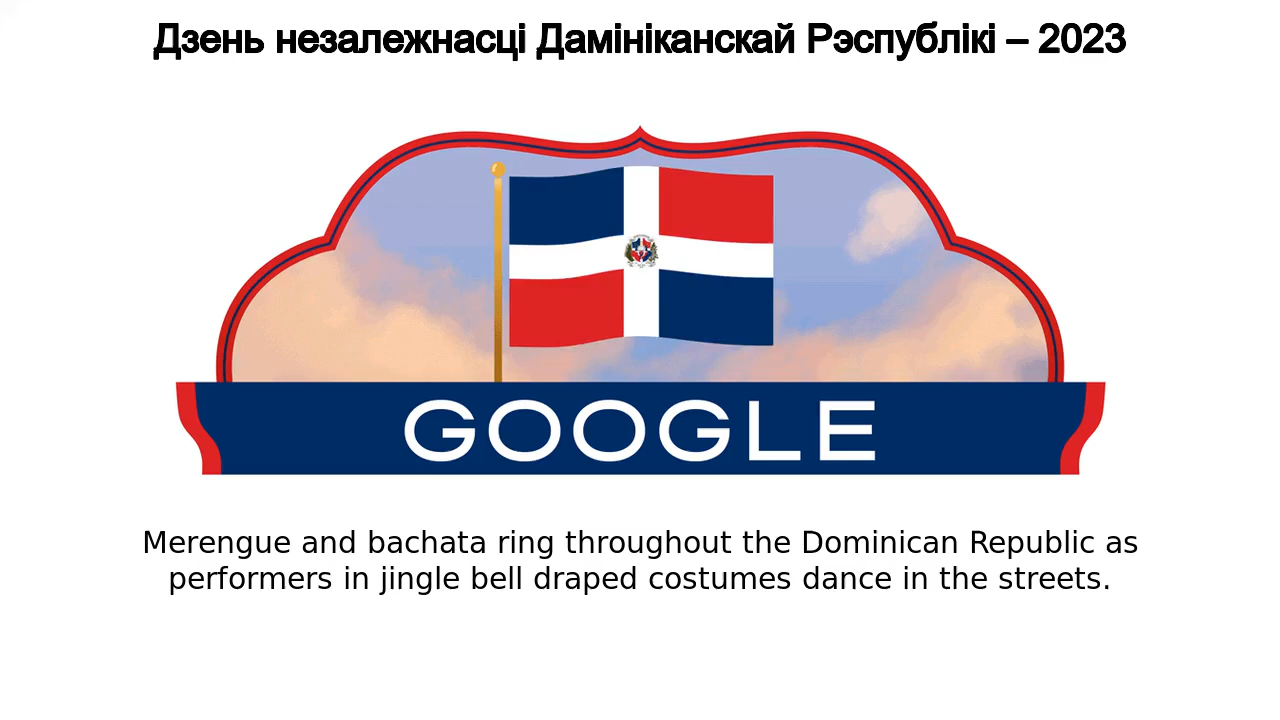 Дзень незалежнасці Дамініканскай Рэспублікі – 2023
GOOGLE
Merengue and bachata ring throughout the Dominican Republic as
performers in jingle bell draped costumes dance in the streets.